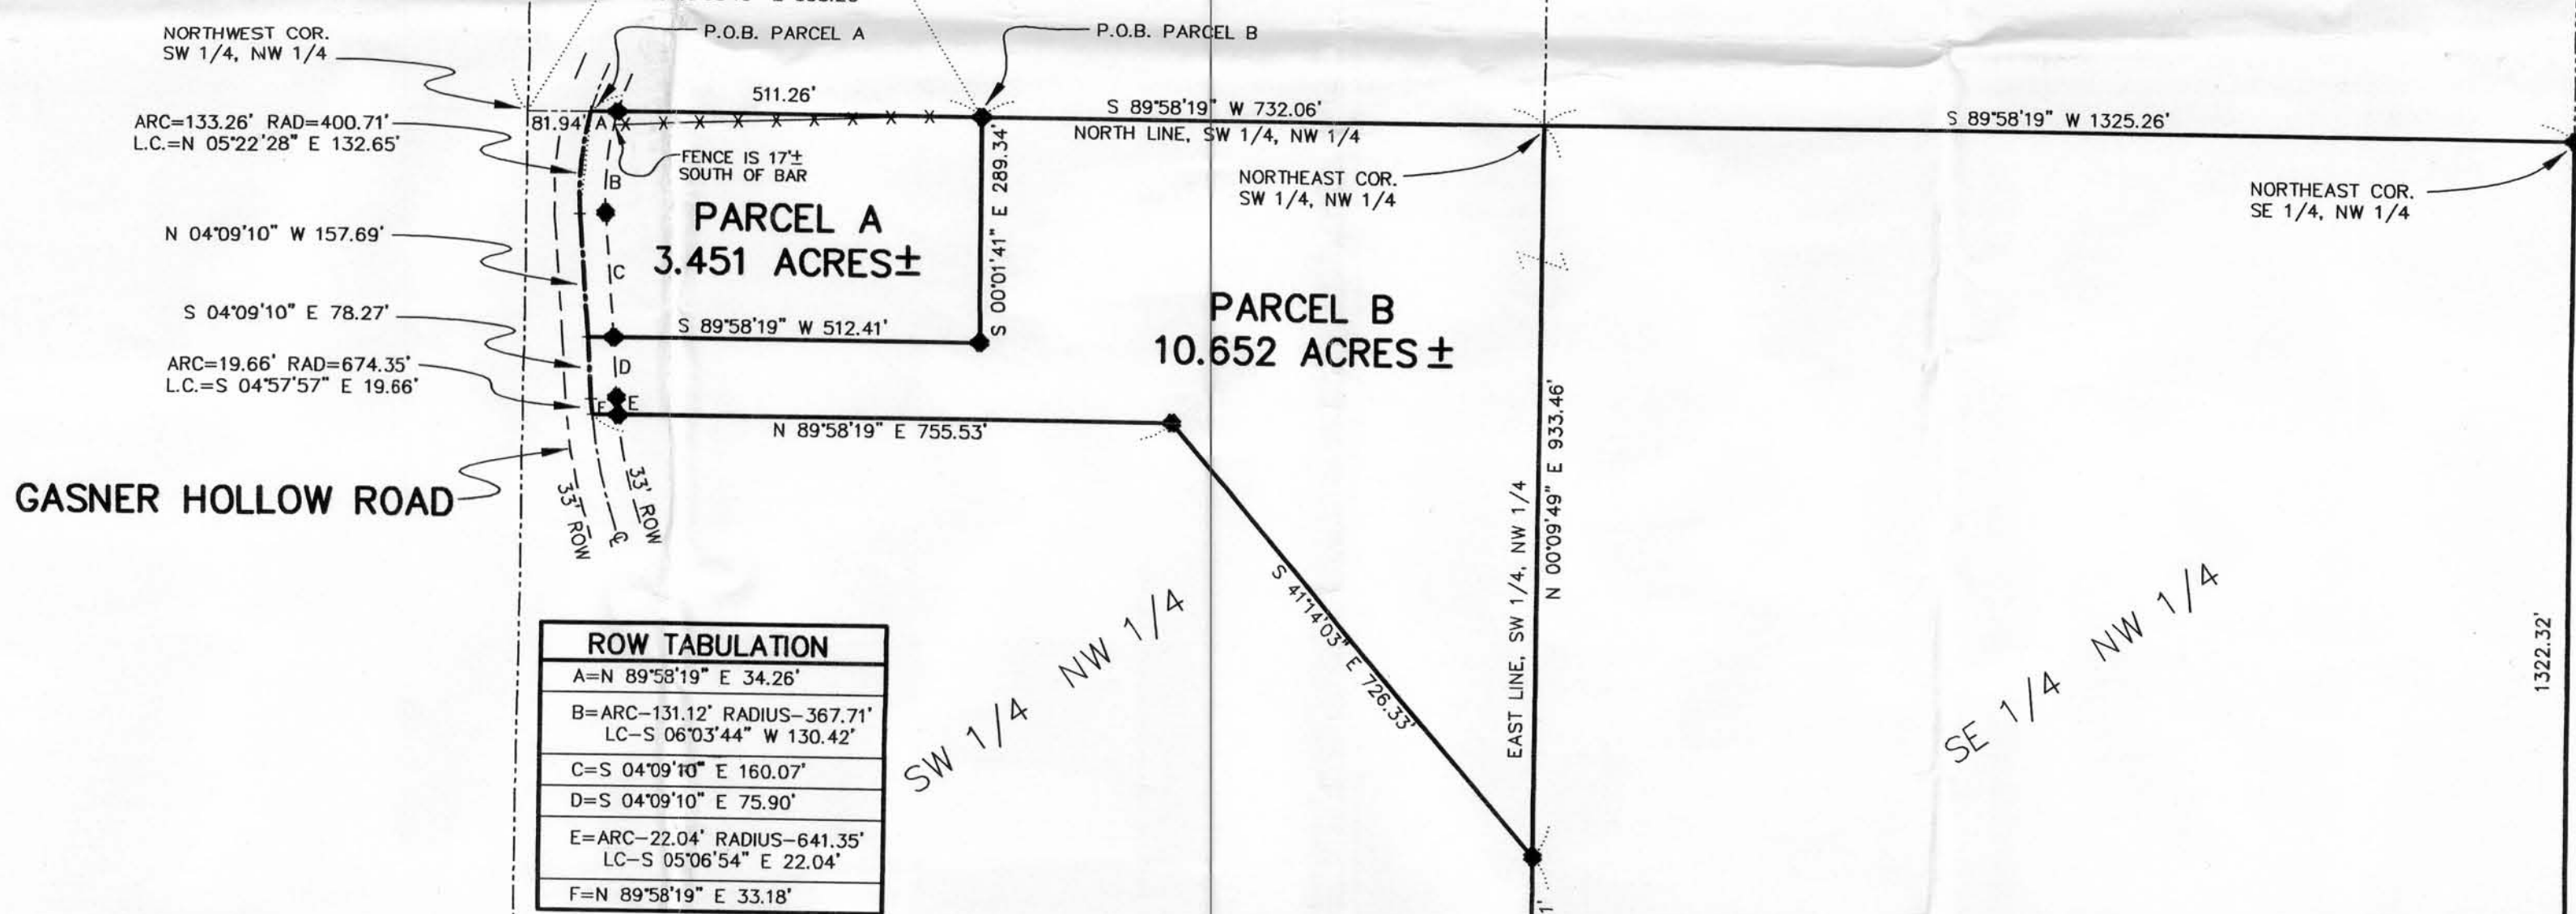 NORTHWEST COR.
SW 1/4, NW 1/4
P.O.B. PARCEL A
P.O.B. PARCEL B
ARC=133.26' RAD=400.71'
L.C.=N 05°22'28" E 132.65'
81.94'
A
511.26'
S 89°58'19" W 732.06'
NORTH LINE, SW 1/4, NW 1/4
S 89°58'19" W 1325.26'
FENCE IS 17'±
SOUTH OF BAR
B
NORTHEAST COR.
SW 1/4, NW 1/4
NORTHEAST COR.
SE 1/4, NW 1/4
N 04°09'10" W 157.69'
PARCEL A
3.451 ACRES±
C
S 00°01'41" E 289.34'
S 04°09'10" E 78.27'
S 89°58'19" W 512.41'
PARCEL B
10.652 ACRES±
ARC=19.66' RAD=674.35'
L.C.=S 04°57'57" E 19.66'
D
F
E
N 89°58'19" E 755.53'
GASNER HOLLOW ROAD
33' ROW
33' ROW
S 41°14'03" E 726.33'
EAST LINE, SW 1/4, NW 1/4
N 00°09'49" E 933.46'
SW 1/4 NW 1/4
SE 1/4 NW 1/4
1322.32'
ROW TABULATION
A=N 89°58'19" E 34.26'
B=ARC-131.12' RADIUS-367.71'
LC-S 06°03'44" W 130.42'
C=S 04°09'10" E 160.07'
D=S 04°09'10" E 75.90'
E=ARC-22.04' RADIUS-641.35'
LC-S 05°06'54" E 22.04'
F=N 89°58'19" E 33.18'